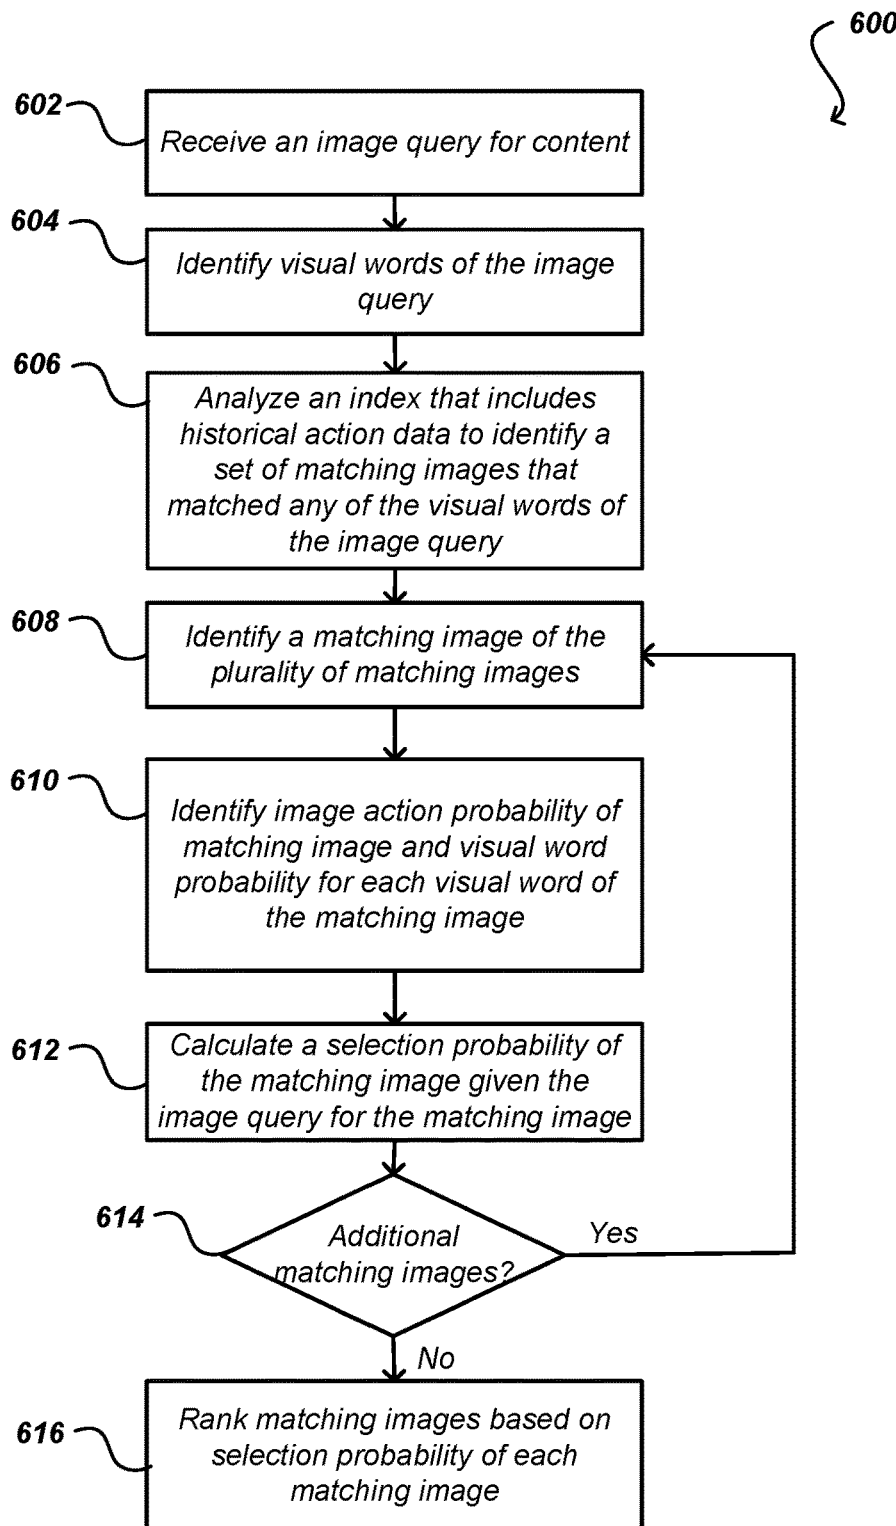 600
602
Receive an image query for content
604
Identify visual words of the image
query
606
Analyze an index that includes
historical action data to identify a
set of matching images that
matched any of the visual words of
the image query
608
Identify a matching image of the
plurality of matching images
610
Identify image action probability of
matching image and visual word
probability for each visual word of
the matching image
612
Calculate a selection probability of
the matching image given the
image query for the matching image
614
Additional
matching images?
Yes
No
616
Rank matching images based on
selection probability of each
matching image